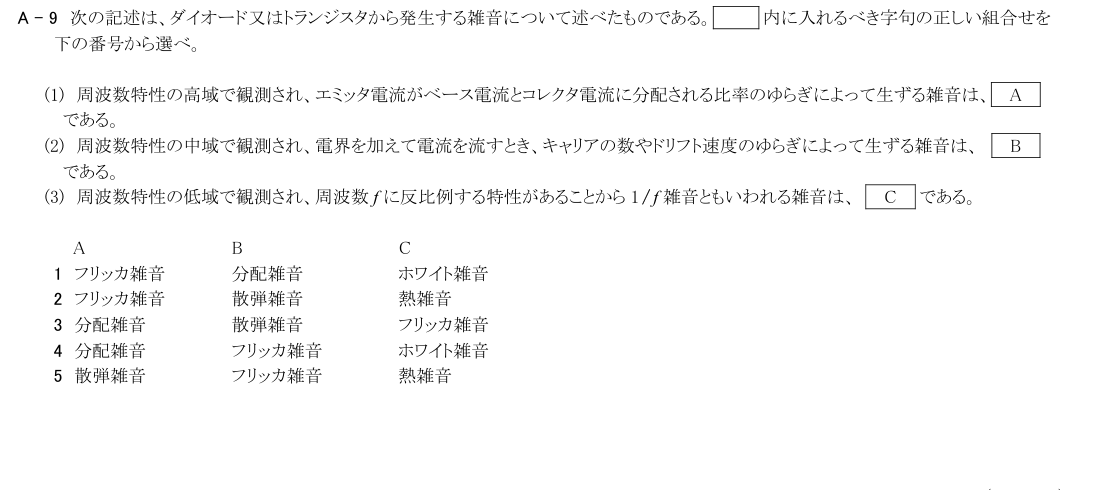 A－9 次の記述は、ダイオード又はトランジスタから発生する雑音について述べたものである。 内に入れるべき字句の正しい組合せを
下の番号から選べ。
(1) 周波数特性の高域で観測され、エミッタ電流がベース電流とコレクタ電流に分配される比率のゆらぎによって生ずる雑音は、 A
である。
(2) 周波数特性の中域で観測され、電界を加えて電流を流すとき、キャリアの数やドリフト速度のゆらぎによって生ずる雑音は、 B
である。
(3) 周波数特性の低域で観測され、周波数fに反比例する特性があることから1/f雑音ともいわれる雑音は、 C である。
A B C
1 フリッカ雑音 分配雑音 ホワイト雑音
2 フリッカ雑音 散弾雑音 熱雑音
3 分配雑音 散弾雑音 フリッカ雑音
4 分配雑音 フリッカ雑音 ホワイト雑音
5 散弾雑音 フリッカ雑音 熱雑音